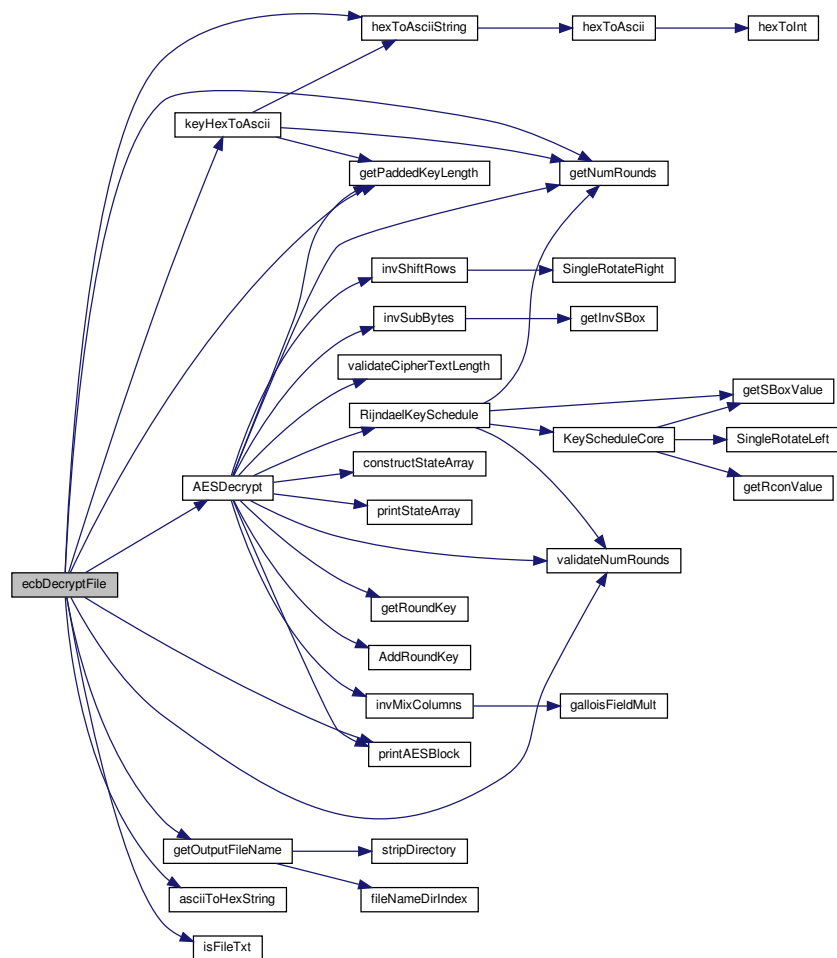 hexToAsciiString
hexToAscii
hexToInt
keyHexToAscii
getPaddedKeyLength
getNumRounds
invShiftRows
SingleRotateRight
invSubBytes
getInvSBox
validateCipherTextLength
getSBoxValue
RijndaelKeySchedule
KeyScheduleCore
SingleRotateLeft
constructStateArray
AESDecrypt
getRconValue
printStateArray
validateNumRounds
ecbDecryptFile
getRoundKey
AddRoundKey
invMixColumns
galloisFieldMult
printAESBlock
getOutputFileName
stripDirectory
asciiToHexString
fileNameDirIndex
isFileTxt